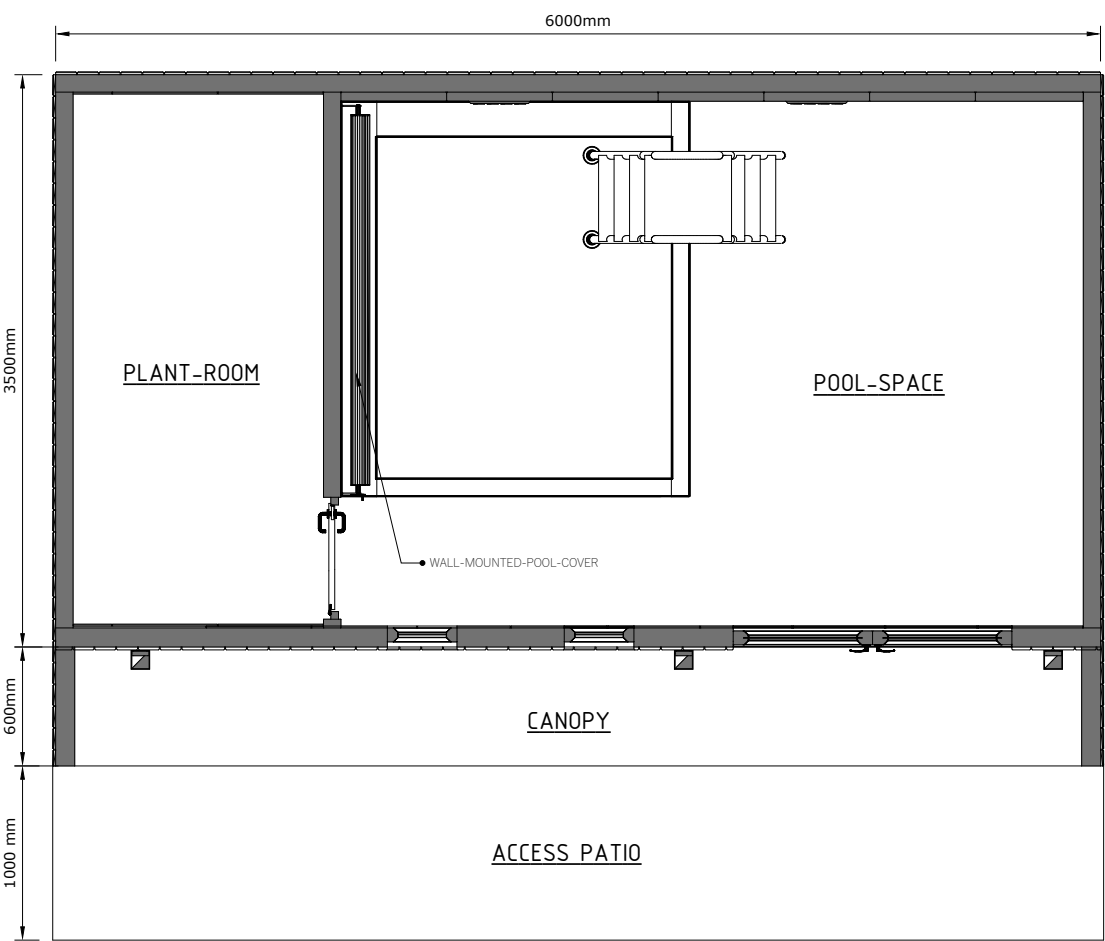 6000mm
3500mm
PLANT-ROOM
POOL-SPACE
WALL-MOUNTED-POOL-COVER
600mm
CANOPY
1000 mm
ACCESS PATIO